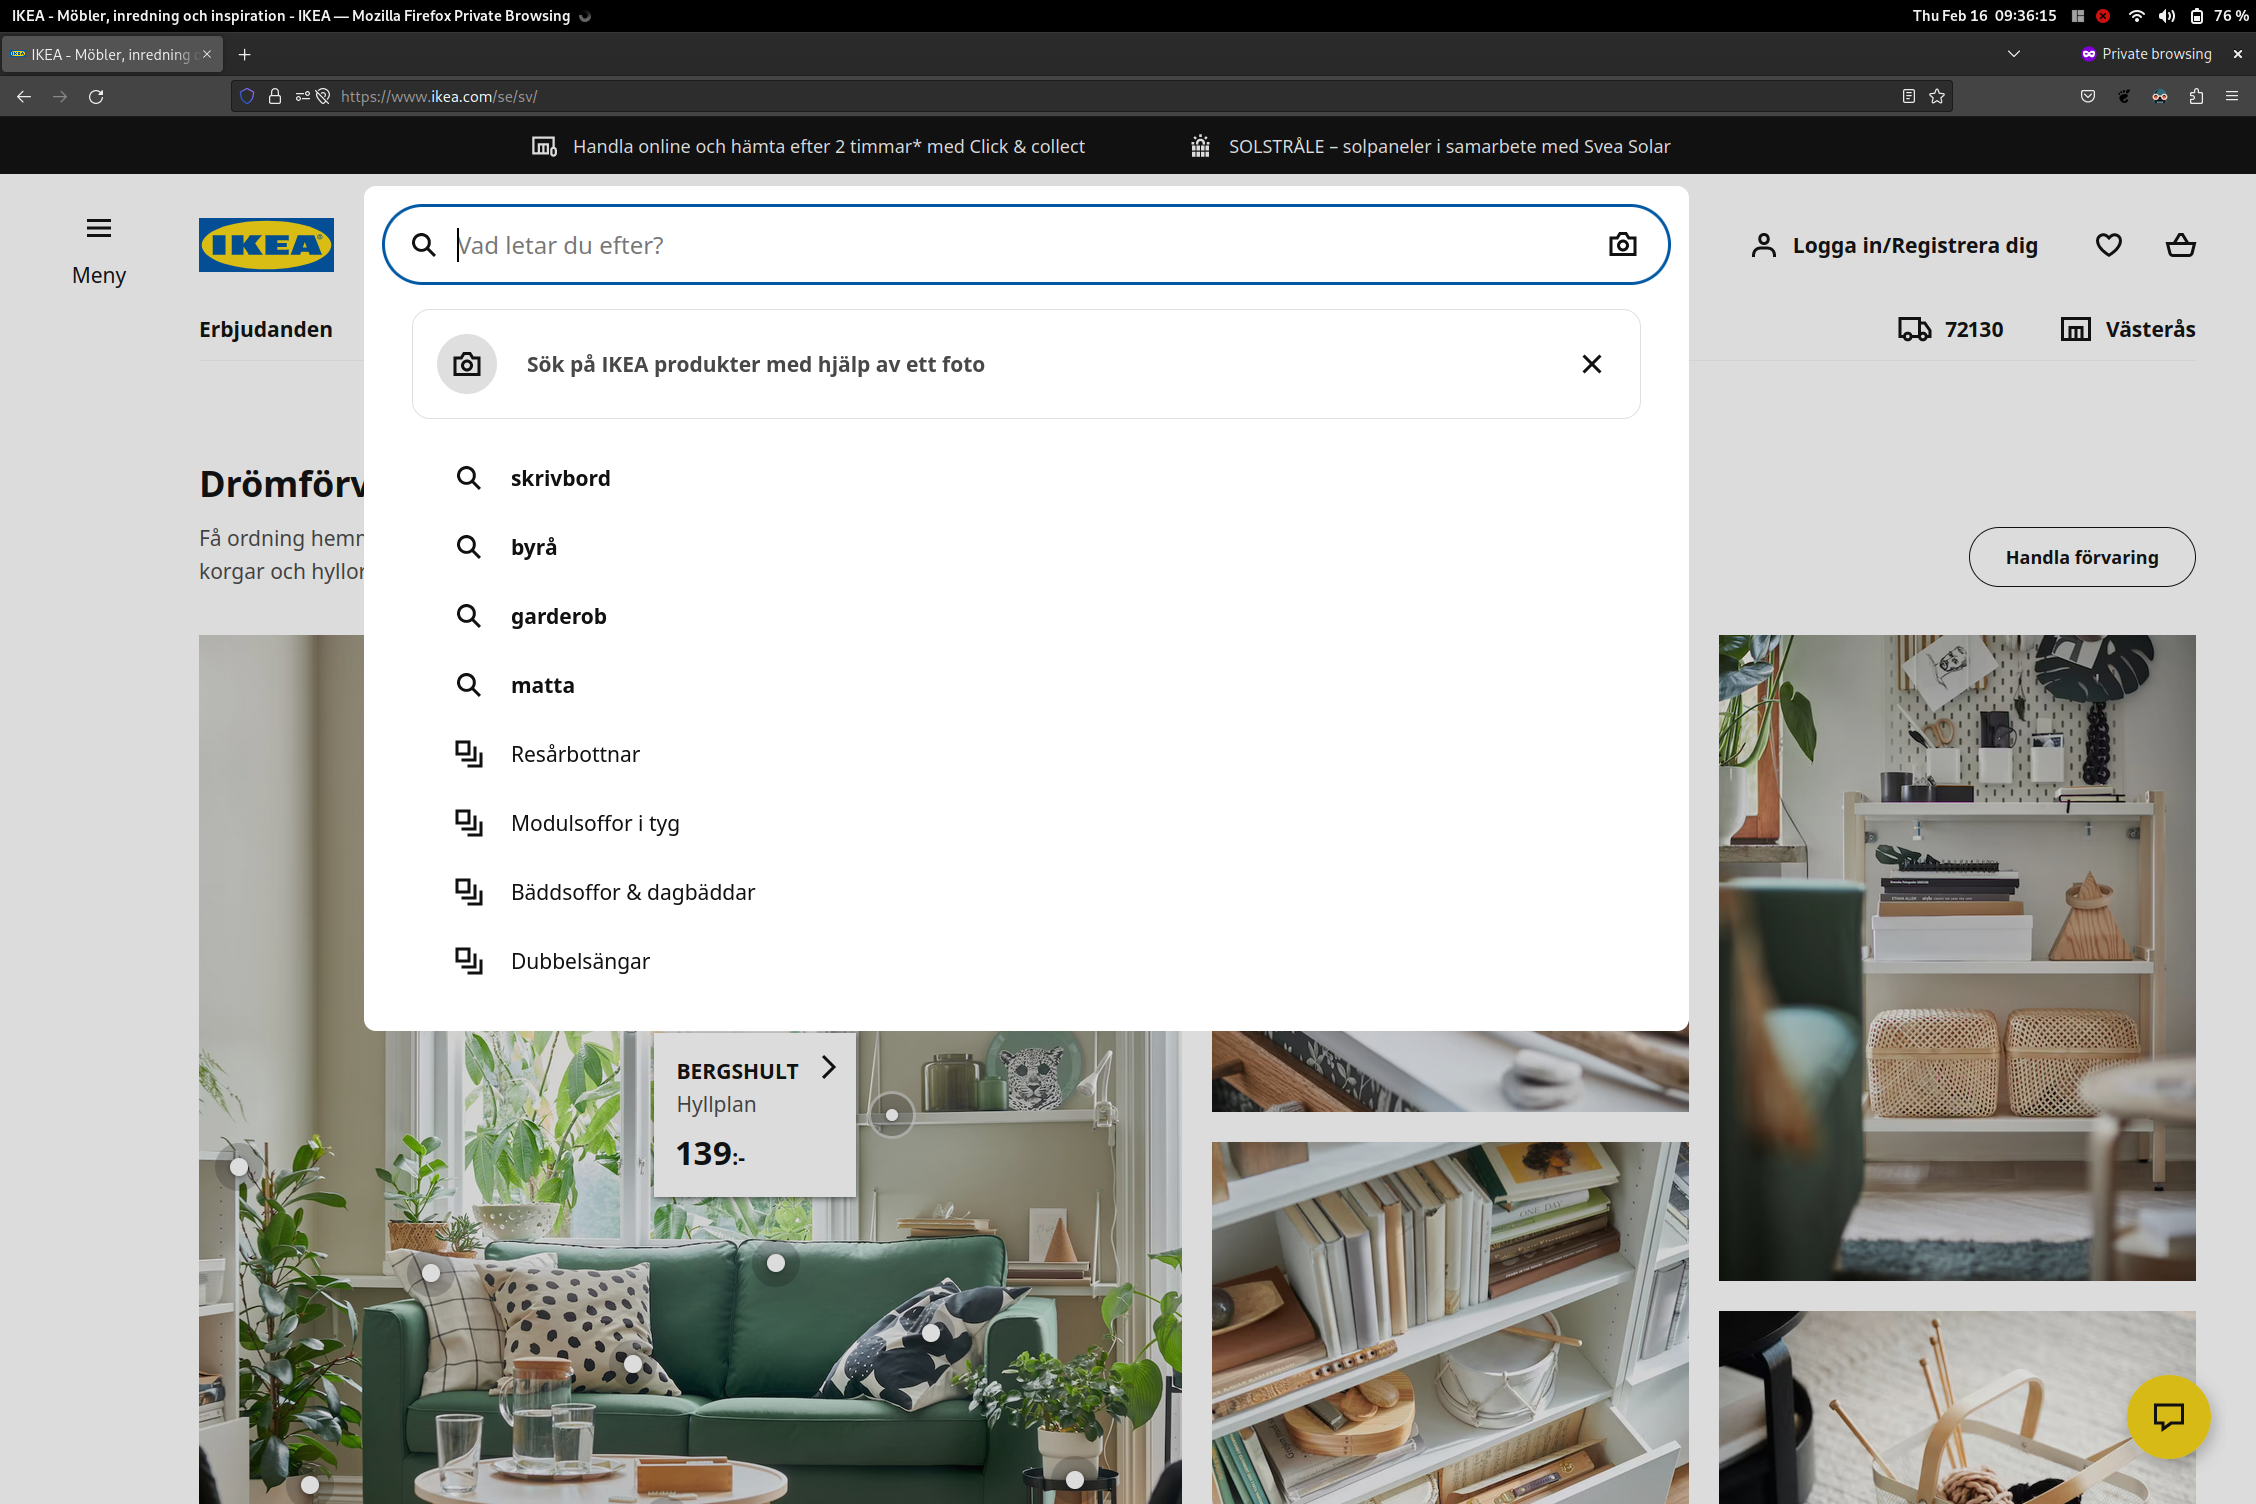 IKEA - Möbler, inredning och inspiration - IKEA — Mozilla Firefox Private Browsing
Thu Feb 16 09:36:15
76 %
IKEA - Möbler, inredning
Private browsing
https://www.ikea.com/se/sv/
Handla online och hämta efter 2 timmar* med Click & collect
SOLSTRÅLE – solpaneler i samarbete med Svea Solar
Meny
IKEA
Vad letar du efter?
Logga in/Registrera dig
Erbjudanden
72130
Västerås
Sök på IKEA produkter med hjälp av ett foto
skrivbord
byrå
garderob
matta
Resårbottnar
Modulsoffor i tyg
Bäddsoffor & dagbäddar
Dubbelsängar
Drömförv
Få ordning hemm
korgar och hyllor
Handla förvaring
BERGSHULT
Hyllplan
139:-
ONE DAY